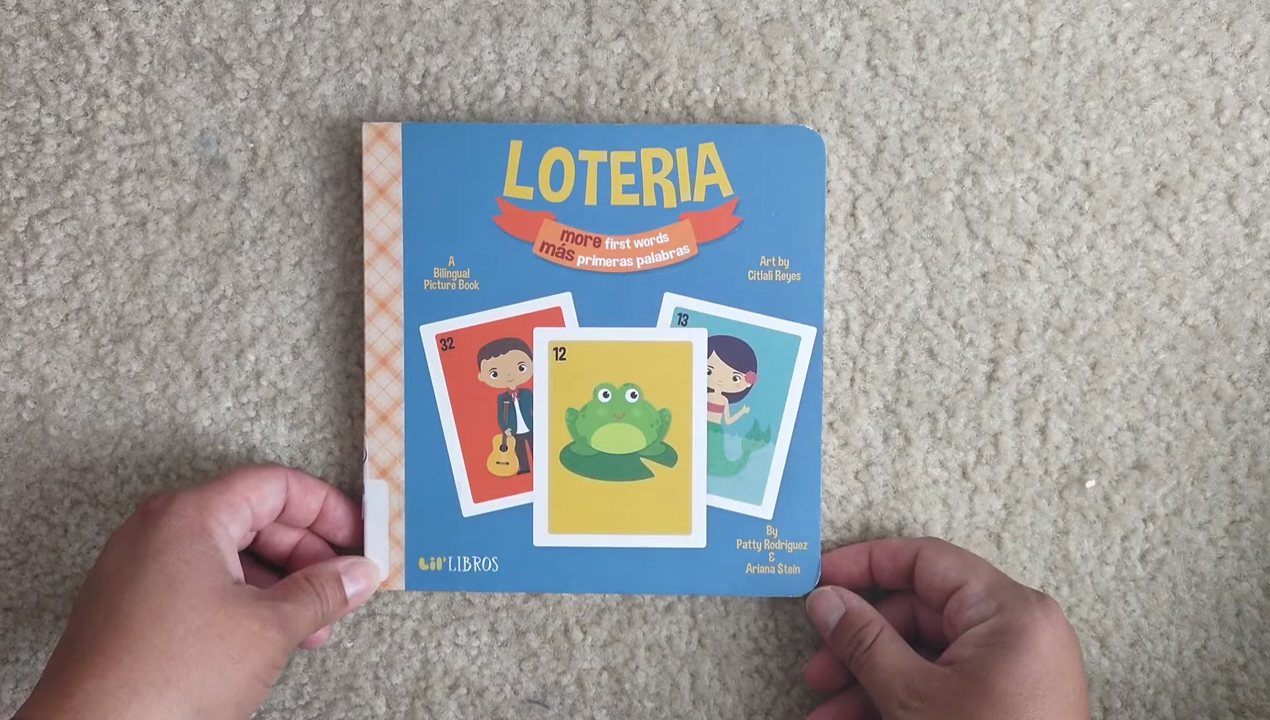 LOTERIA
more first words
más primeras palabras
A
Bilingual
Picture Book
Art by
Citlali Reyes
32
12
13
By
Patty Rodriguez
&
Ariana Stein
Lil' LIBROS